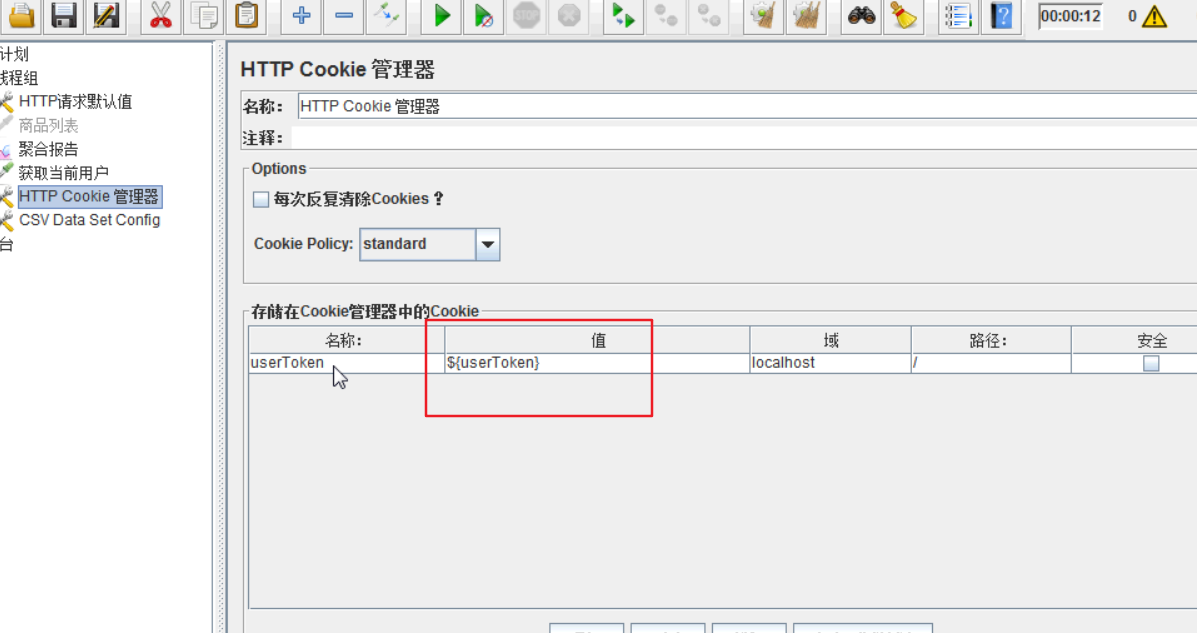 STOP
00:00:12
0
计划
线程组
HTTP请求默认值
商品列表
聚合报告
获取当前用户
HTTP Cookie 管理器
CSV Data Set Config
台
HTTP Cookie 管理器
名称: HTTP Cookie 管理器
注释:
Options
每次反复清除Cookies ?
Cookie Policy: standard
存储在Cookie管理器中的Cookie
名称: 值 域 路径: 安全
userToken ${userToken} localhost /